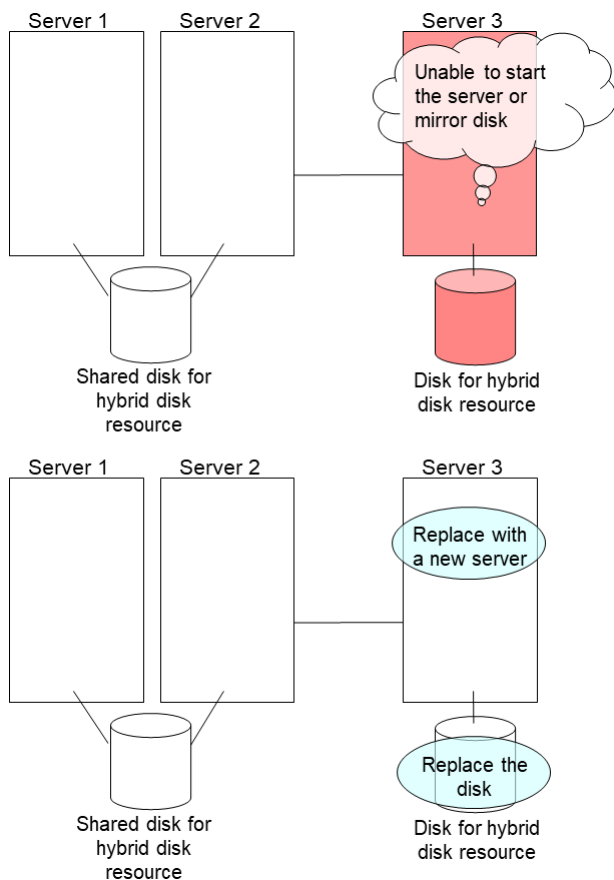 Server 1
Server 2
Server 3
Unable to start
the server or
mirror disk
Shared disk for
hybrid disk
resource
Disk for hybrid
disk resource
Server 1
Server 2
Server 3
Replace with
a new server
Replace the
disk
Shared disk for
hybrid disk
resource
Disk for hybrid
disk resource